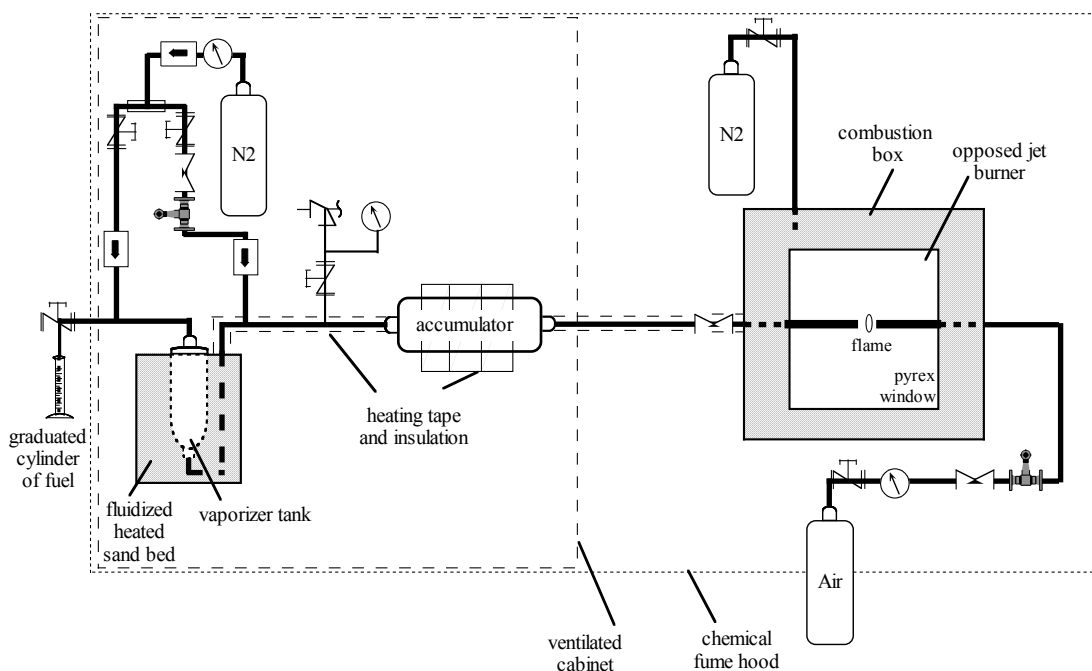 N2
N2
combustion
box
opposed jet
burner
accumulator
flame
pyrex
window
heating tape
and insulation
graduated
cylinder
of fuel
vaporizer tank
fluidized
heated
sand bed
Air
ventilated
cabinet
chemical
fume hood